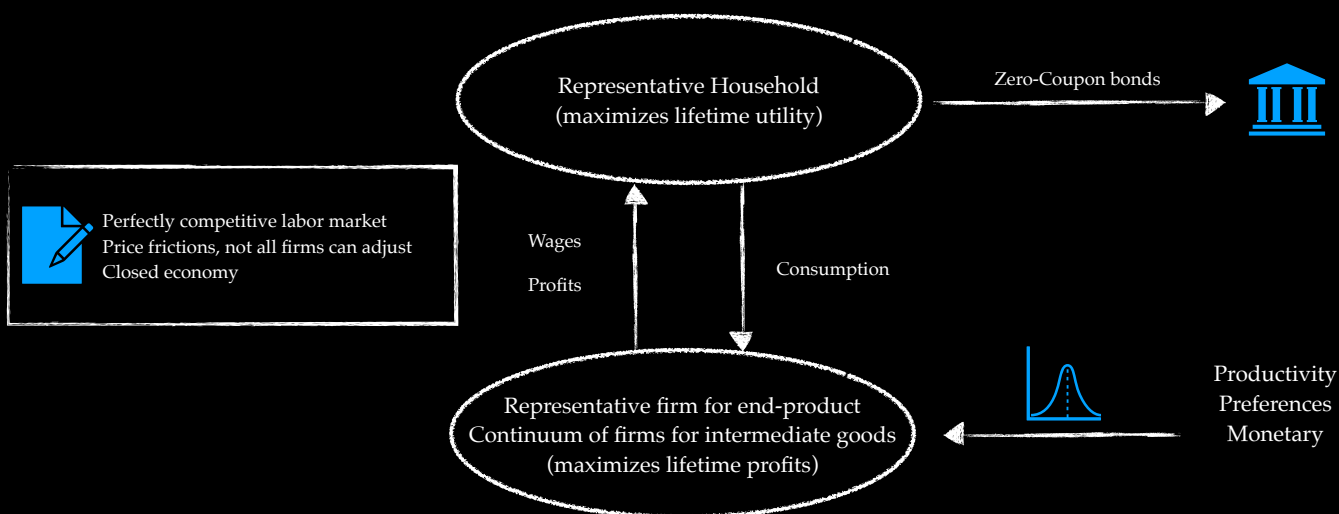 Representative Household
(maximizes lifetime utility)
Zero-Coupon bonds
Perfectly competitive labor market
Price frictions, not all firms can adjust
Closed economy
Wages
Profits
Consumption
Representative firm for end-product
Continuum of firms for intermediate goods
(maximizes lifetime profits)
Productivity
Preferences
Monetary